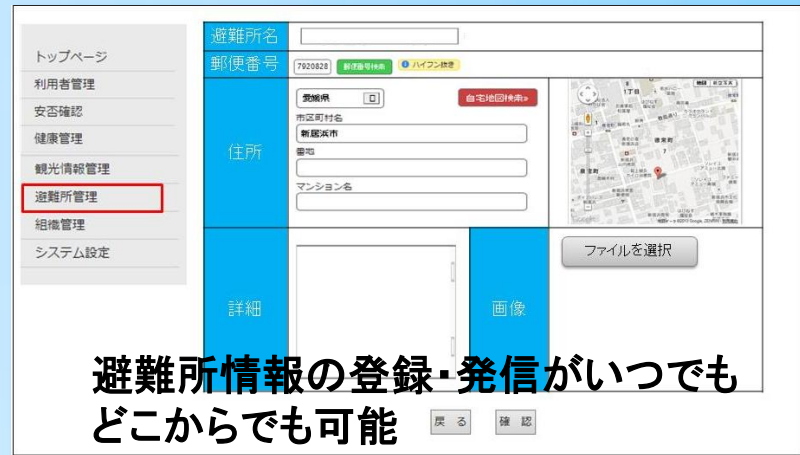 トップページ
利用者管理
安否確認
健康管理
観光情報管理
避難所管理
組織管理
システム設定
避難所名
郵便番号
7920828
郵便番号検索
ハイフン抜き
住所
愛媛県
自宅地図検索»
市区町村名
新居浜市
番地
マンション名
地図
航空写真
詳細
画像
ファイルを選択
避難所情報の登録・発信がいつでも
どこからでも可能
戻る
確認